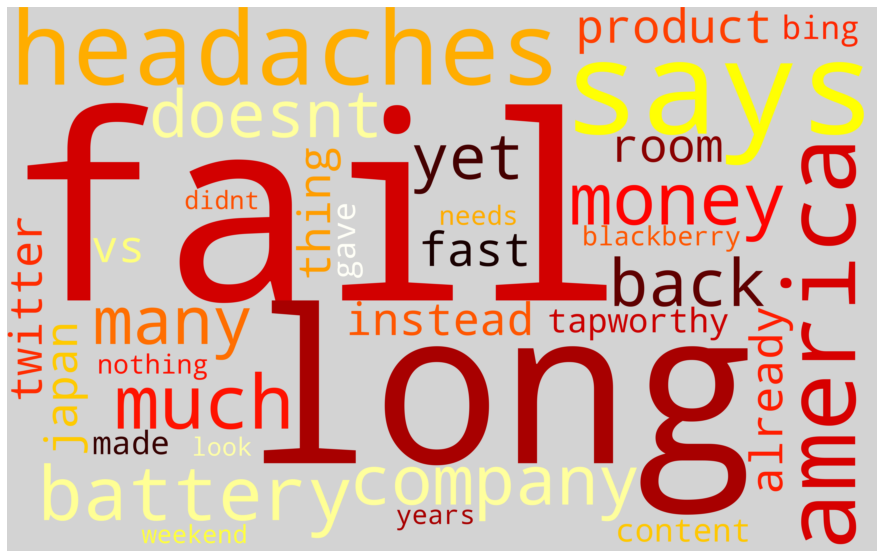 headaches
product
bing
says
doesnt
fail
yet
room
america
thing
money
didnt
gave
needs
blackberry
twitter
vs
fast
back
many
instead
tapworthy
long
already
japan
nothing
much
made
look
battery
company
years
content
weekend